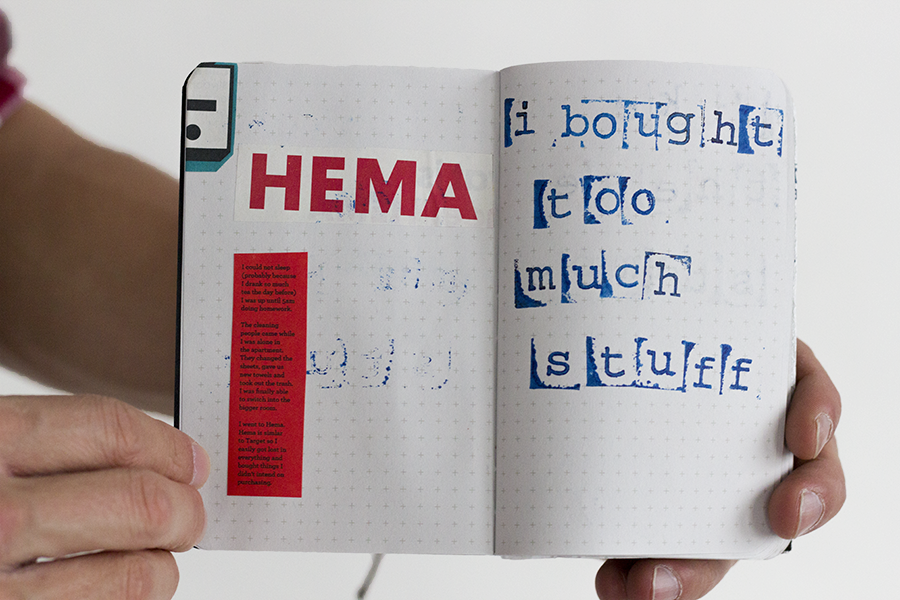 HEMA
I could not sleep
(probably because
I drank so much
tea the day before)
I was up until 5am
doing homework.
The cleaning
people came while
I was alone in
the apartment.
They changed the
sheets, gave us
new towels and
took out the trash.
I was finally able
to switch into the
bigger room.
I went to Hema.
Hema is similar
to Target so I
easily got lost in
everything and
bought things I
didn't intend on
purchasing.
i bought
too
much
stuff